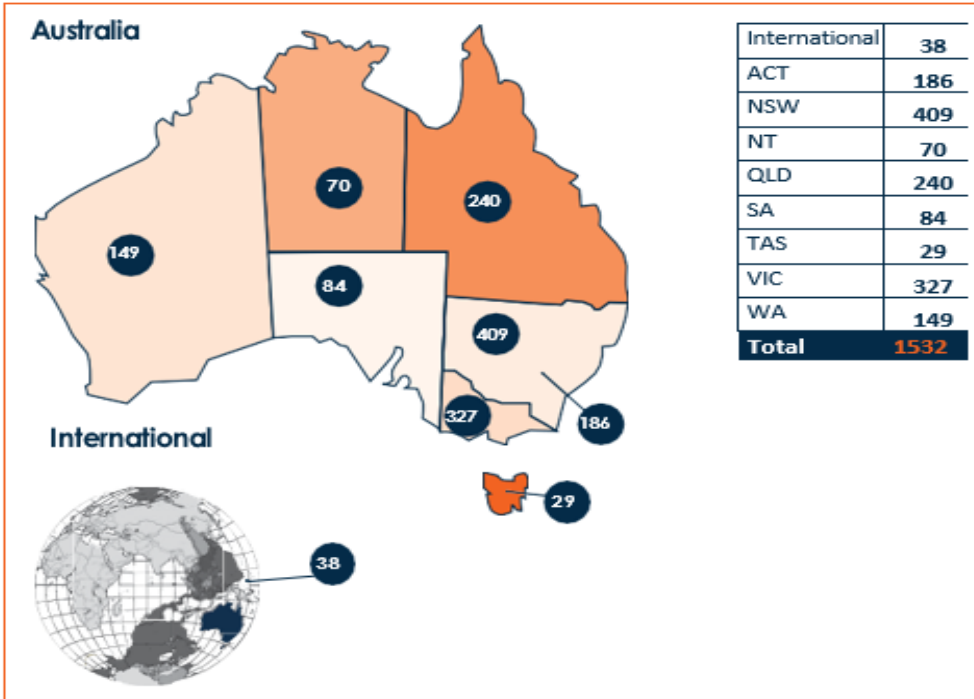 Australia
70
240
149
84
409
327
186
International
29
38
International 38
ACT 186
NSW 409
NT 70
QLD 240
SA 84
TAS 29
VIC 327
WA 149
Total 1532